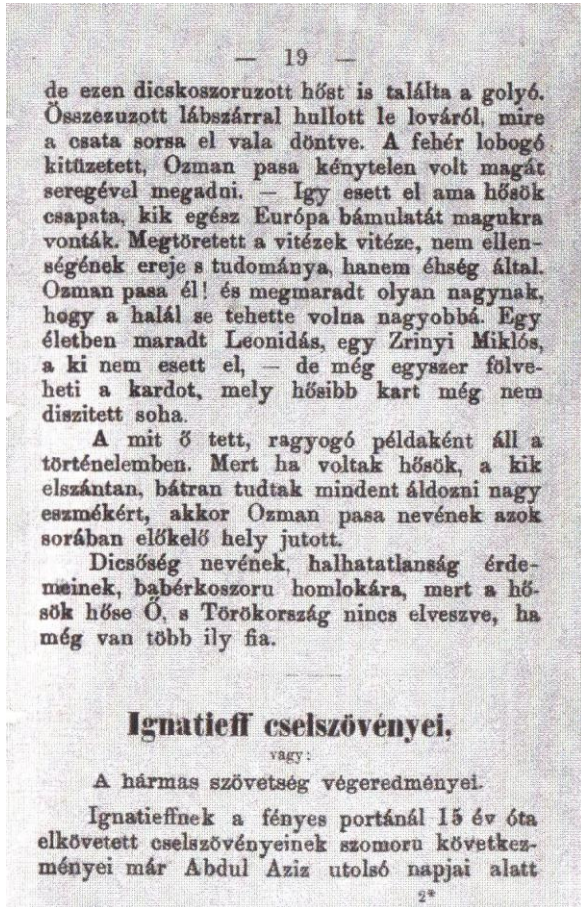 — 19 —
de ezen dicskoszoruzott hőst is találta a golyó.
Összezuzott lábszárral hullott le lováról, mire
a csata sorsa el vala döntve. A fehér lobogó
kitüzetett, Ozman pasa kénytelen volt magát
seregével megadni. — Igy esett el ama hősök
csapata, kik egész Európa bámulatát magukra
vonták. Megtöretett a vitézek vitéze, nem ellen-
ségének ereje s tudománya, hanem éhség által.
Ozman pasa él! és megmaradt olyan nagynak,
hogy a halál se tehette volna nagyobbá. Egy
életben maradt Leonidás, egy Zrinyi Miklós,
a ki nem esett el, — de még egyszer fölve-
heti a kardot, mely hősibb kart még nem
diszitett soha.
A mit ő tett, ragyogó példaként áll a
történelemben. Mert ha voltak hősök, a kik
elszántan, bátran tudtak mindent áldozni nagy
eszmékért, akkor Ozman pasa nevének azok
sorában előkelő hely jutott.
Dicsőség nevének, halhatatlanság érde-
meinek, babérkoszoru homlokára, mert a hő-
sök hőse Ő, s Törökország nincs elveszve, ha
még van több ily fia.
Ignatieff cselszövényei,
vagy:
A hármas szövetség végeredményei.
Ignatieffnek a fényes portánál 15 év óta
elkövetett cselszövényeinek szomoru következ-
ményei már Abdul Aziz utolsó napjai alatt
2*